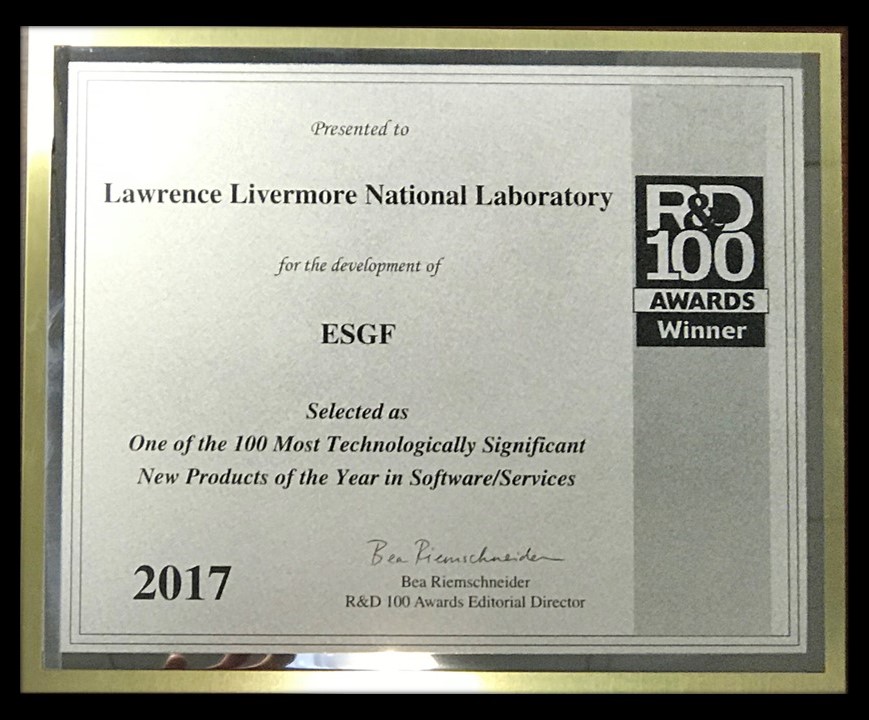 Presented to
Lawrence Livermore National Laboratory
for the development of
ESGF
Selected as
One of the 100 Most Technologically Significant
New Products of the Year in Software/Services
2017
Bea Riemschneider
Bea Riemschneider
R&D 100 Awards Editorial Director
R&D
100
AWARDS
Winner